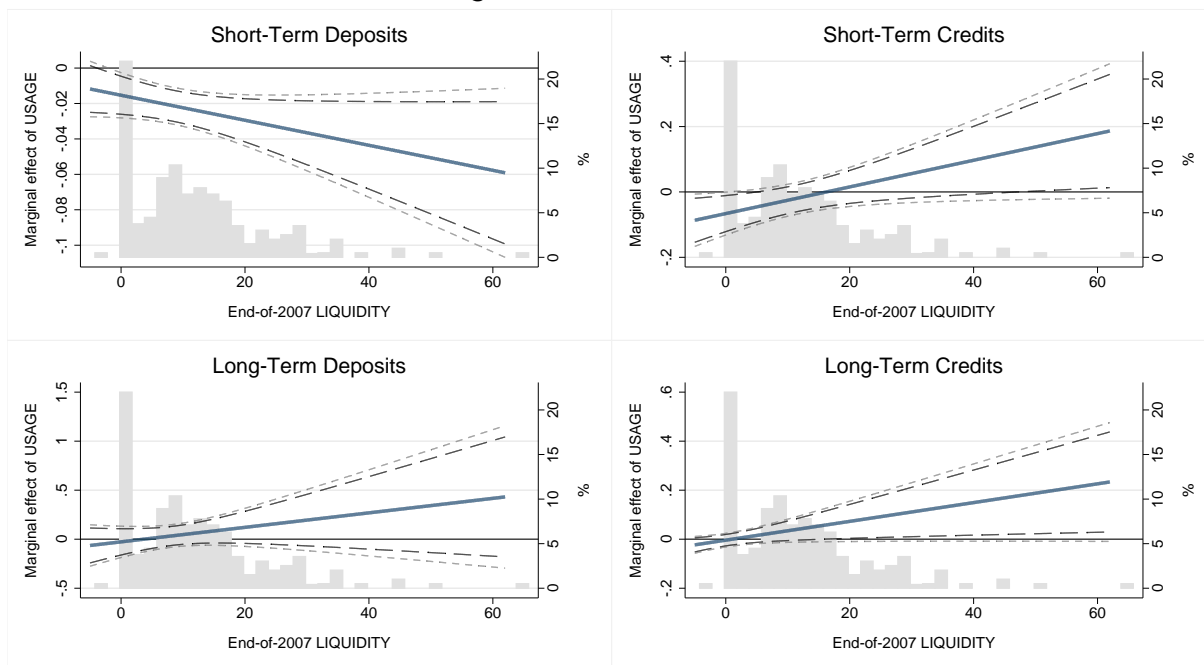 Short-Term Deposits
Marginal effect of USAGE
0
-.02
-.04
-.06
-.08
-.1
20
15
10
5
0
%
0 20 40 60
End-of-2007 LIQUIDITY
Short-Term Credits
Marginal effect of USAGE
.4
.2
0
-.2
20
15
10
5
0
%
0 20 40 60
End-of-2007 LIQUIDITY
Long-Term Deposits
Marginal effect of USAGE
1.5
1
.5
0
-.5
20
15
10
5
0
%
0 20 40 60
End-of-2007 LIQUIDITY
Long-Term Credits
Marginal effect of USAGE
.6
.4
.2
0
-.2
20
15
10
5
0
%
0 20 40 60
End-of-2007 LIQUIDITY